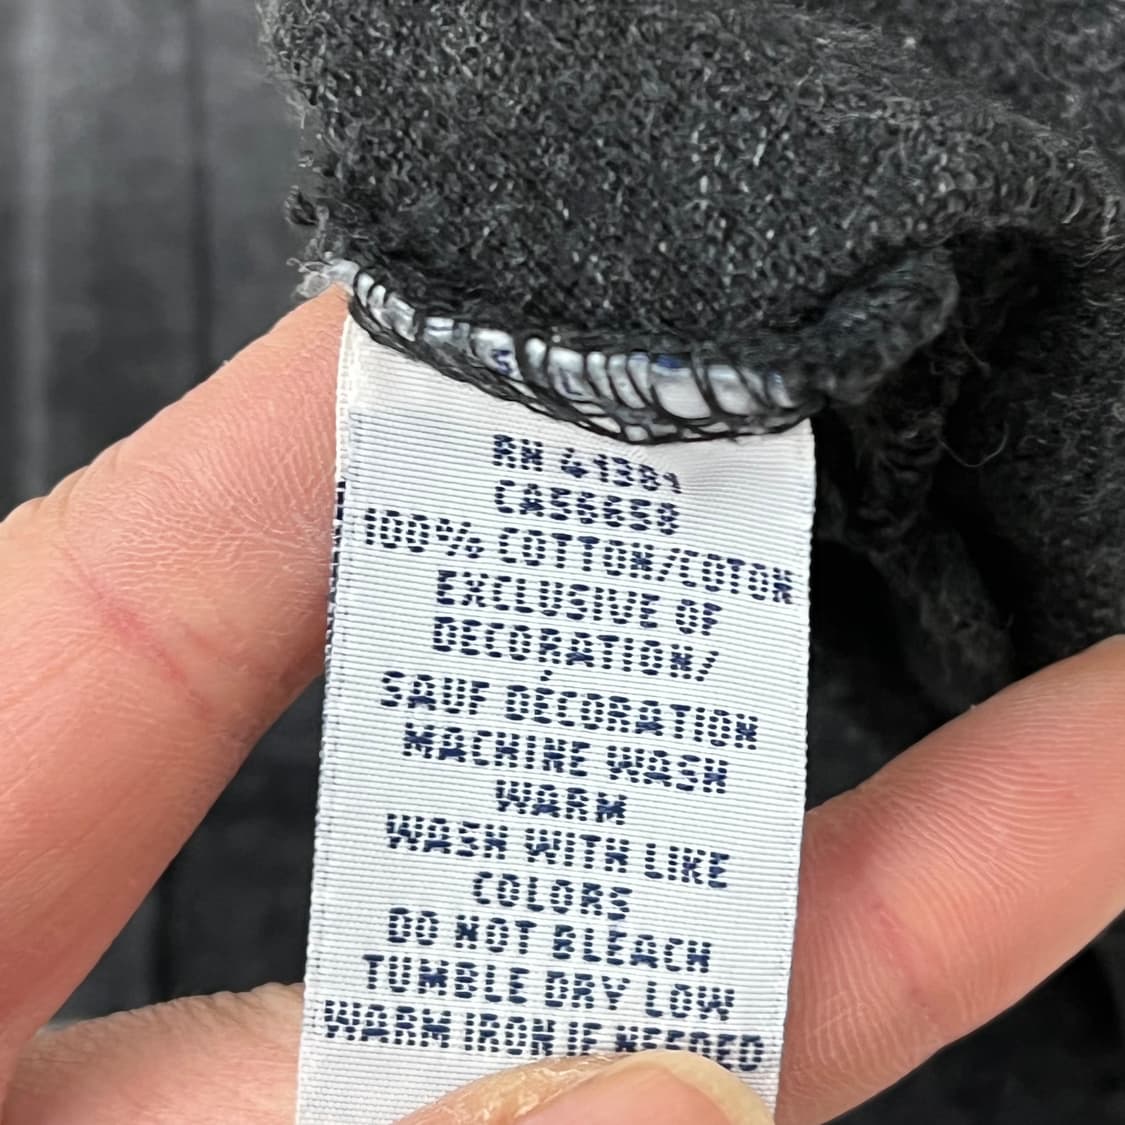 RN 41381
CA56658
100% COTTON/COTON
EXCLUSIVE OF
DECORATION/
SAUF DÉCORATION
MACHINE WASH
WARM
WASH WITH LIKE
COLORS
DO NOT BLEACH
TUMBLE DRY LOW
WARM IRON IF NEEDED